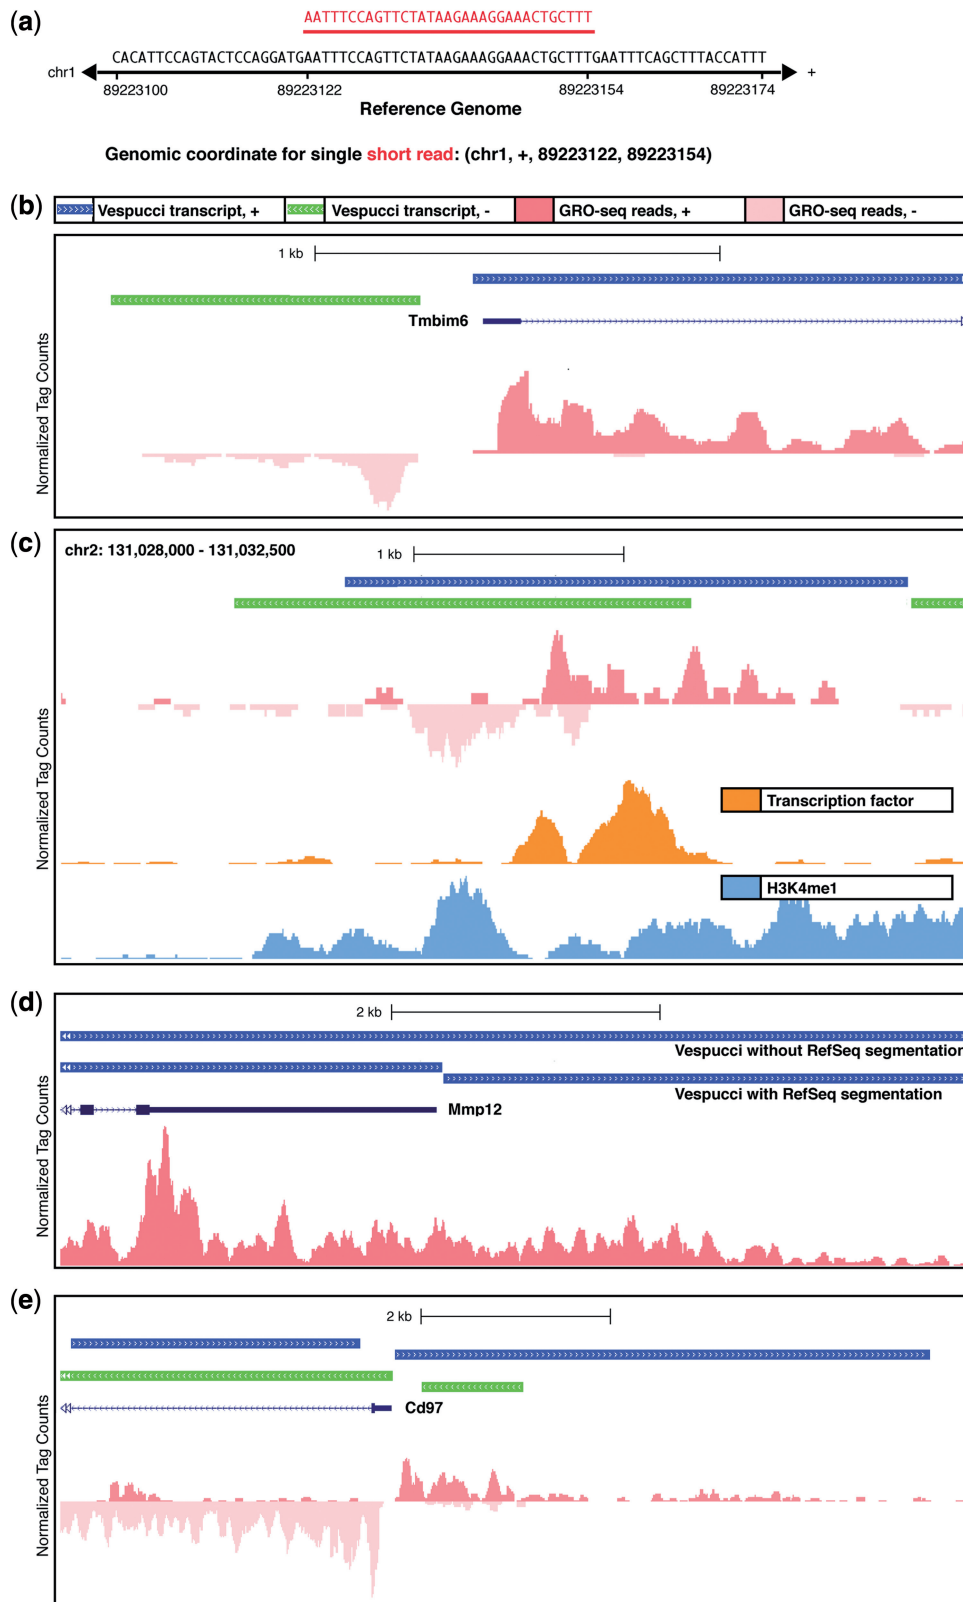 (a)
AATTTCCAGTTCTATAAGAAAGGAAACTGCTTT
CACATTCCAGTACTCCAGGATGAATTTCCAGTTCTATAAGAAAGGAAACTGCTTTGAATTTCAGCTTTACCATTT
chr1 +
89223100 89223122 89223154 89223174
Reference Genome
Genomic coordinate for single short read: (chr1, +, 89223122, 89223154)
(b)
Vespucci transcript, + Vespucci transcript, - GRO-seq reads, + GRO-seq reads, -
1 kb
Tmbim6
Normalized Tag Counts
(c)
chr2: 131,028,000 - 131,032,500
1 kb
Normalized Tag Counts
Transcription factor
H3K4me1
(d)
2 kb
Vespucci without RefSeq segmentation
Vespucci with RefSeq segmentation
Mmp12
Normalized Tag Counts
(e)
2 kb
Cd97
Normalized Tag Counts